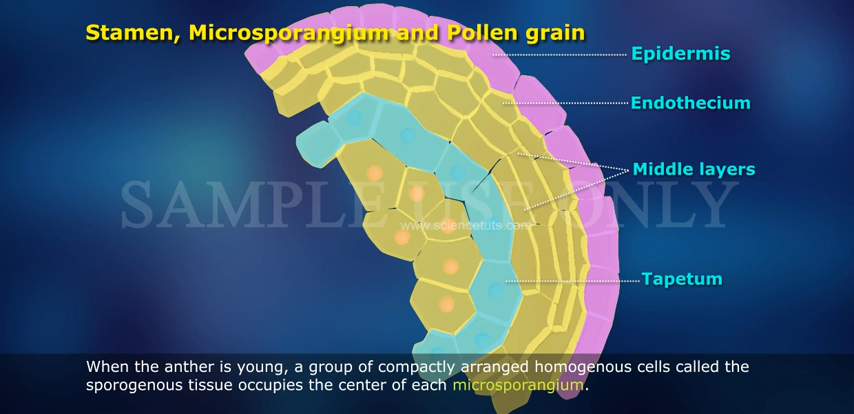 Stamen, Microsporangium and Pollen grain
Epidermis
Endothecium
Middle layers
SAMPLE USE ONLY
www.sciencetuts.com
Tapetum
When the anther is young, a group of compactly arranged homogenous cells called the
sporogenous tissue occupies the center of each microsporangium.